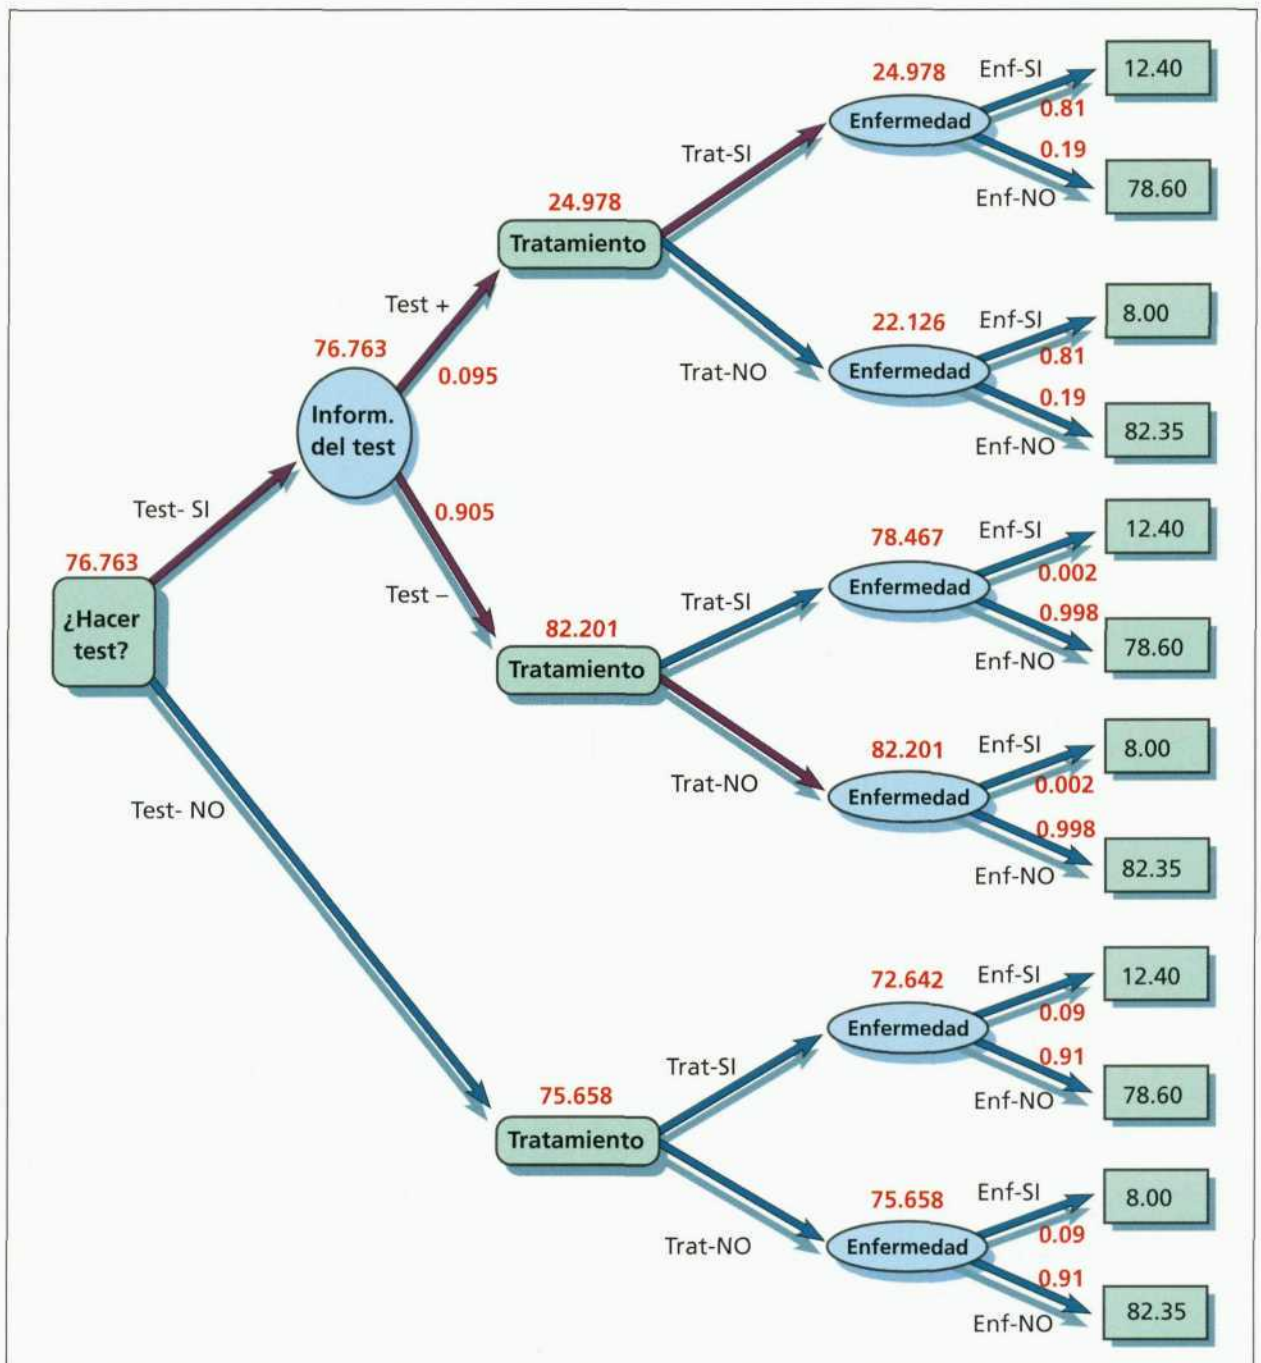 24.978
Enf-SI
12.40
Enfermedad
0.81
0.19
Trat-SI
Enf-NO
78.60
24.978
Tratamiento
Test +
22.126
Enf-SI
8.00
76.763
0.81
Trat-NO
Enfermedad
0.095
0.19
Inform.
del test
Enf-NO
82.35
Test- SI
0.905
78.467
Enf-SI
12.40
76.763
0.002
Test –
Trat-SI
Enfermedad
0.998
¿Hacer
test?
82.201
Enf-NO
78.60
Tratamiento
82.201
Enf-SI
8.00
Trat-NO
0.002
Enfermedad
Test- NO
0.998
Enf-NO
82.35
72.642
Enf-SI
12.40
0.09
Enfermedad
0.91
Trat-SI
75.658
Enf-NO
78.60
Tratamiento
75.658
Enf-SI
8.00
0.09
Trat-NO
Enfermedad
0.91
Enf-NO
82.35